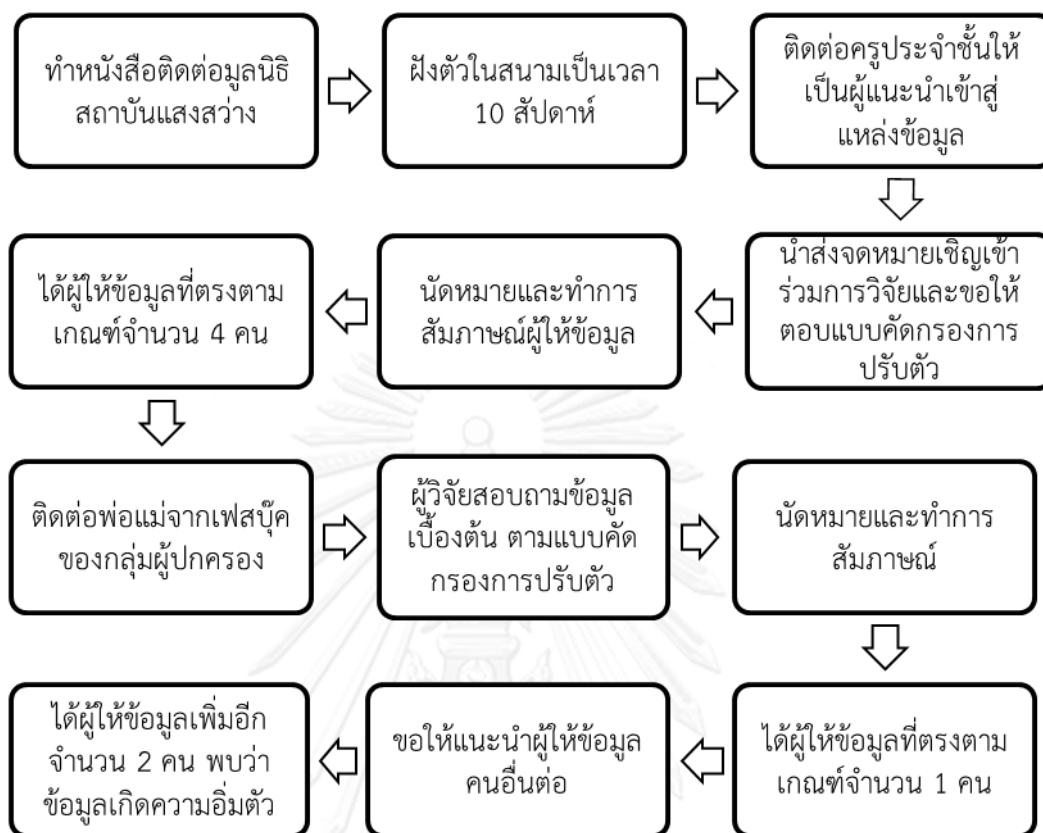 ทำหนังสือติดต่อมูลนิธิ
สถาบันแสงสว่าง
ฝังตัวในสนามเป็นเวลา
10 สัปดาห์
ติดต่อครูประจำชั้นให้
เป็นผู้แนะนำเข้าสู่
แหล่งข้อมูล
นำส่งจดหมายเชิญเข้า
ร่วมการวิจัยและขอให้
ตอบแบบคัดกรองการ
ปรับตัว
นัดหมายและทำการ
สัมภาษณ์ผู้ให้ข้อมูล
ได้ผู้ให้ข้อมูลที่ตรงตาม
เกณฑ์จำนวน 4 คน
ติดต่อพ่อแม่จากเฟสบุ๊ค
ของกลุ่มผู้ปกครอง
ผู้วิจัยสอบถามข้อมูล
เบื้องต้น ตามแบบคัด
กรองการปรับตัว
นัดหมายและทำการ
สัมภาษณ์
ได้ผู้ให้ข้อมูลที่ตรงตาม
เกณฑ์จำนวน 1 คน
ขอให้แนะนำผู้ให้ข้อมูล
คนอื่นต่อ
ได้ผู้ให้ข้อมูลเพิ่มอีก
จำนวน 2 คน พบว่า
ข้อมูลเกิดความอิ่มตัว